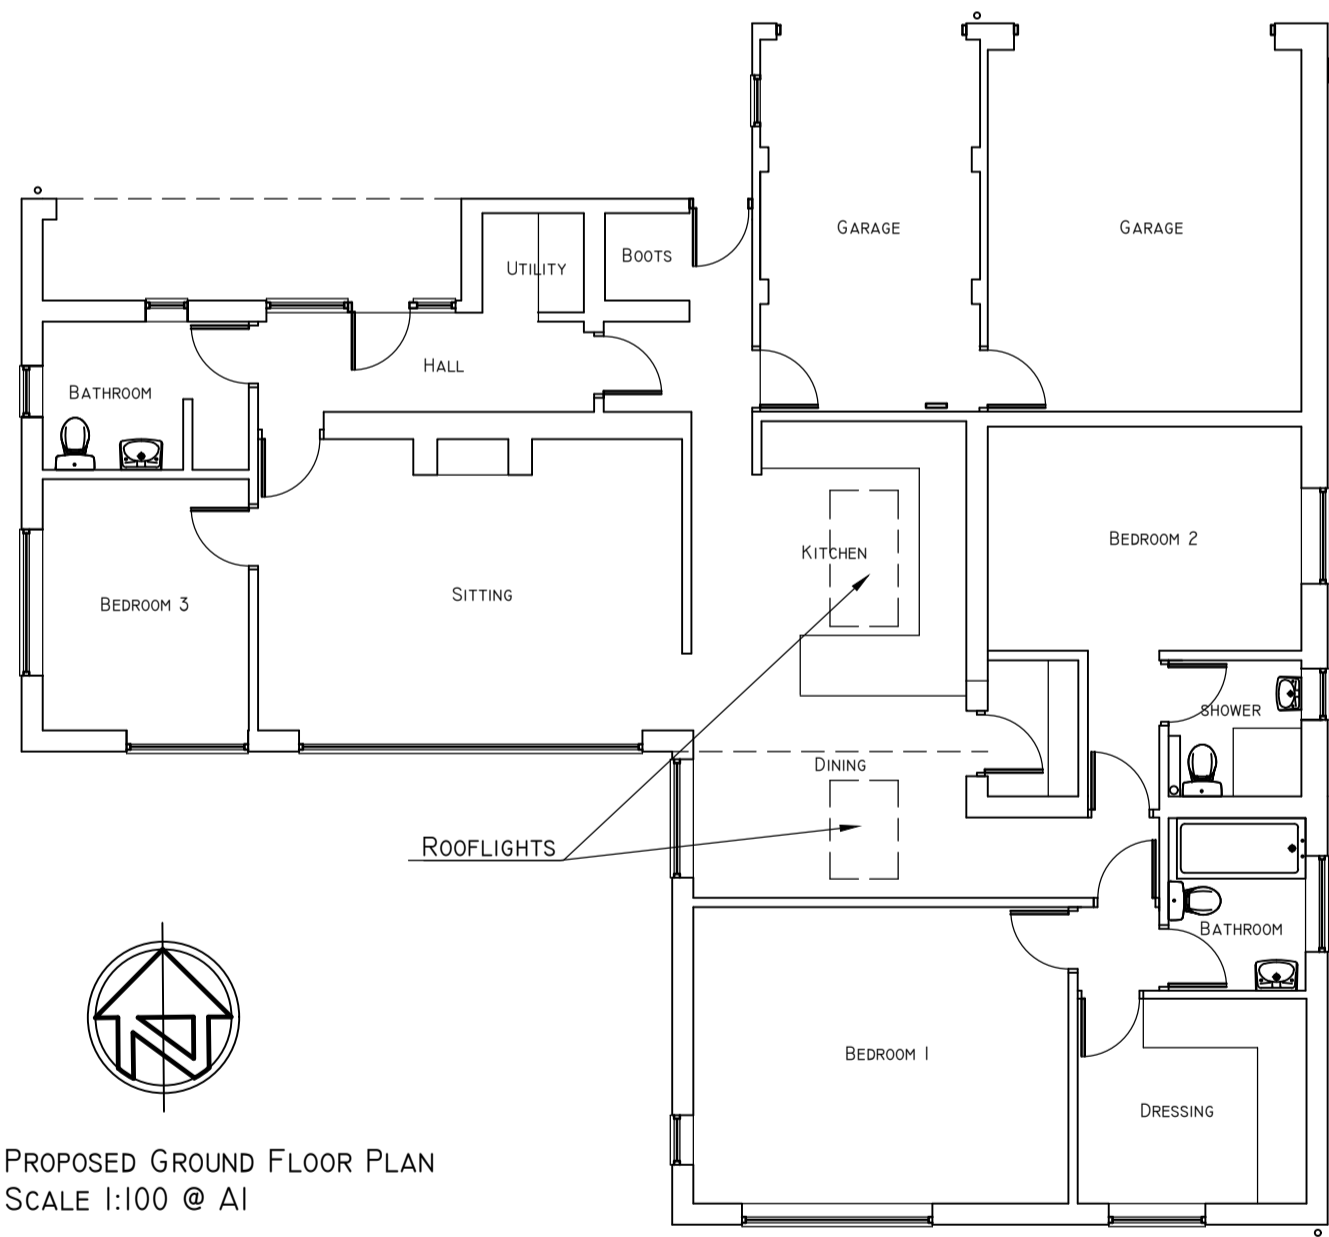 GARAGE
GARAGE
BOOTS
UTILITY
HALL
BATHROOM
BEDROOM 2
KITCHEN
SITTING
BEDROOM 3
SHOWER
DINING
ROOFLIGHTS
BATHROOM
BEDROOM 1
DRESSING
N
PROPOSED GROUND FLOOR PLAN
SCALE 1:100 @ A1